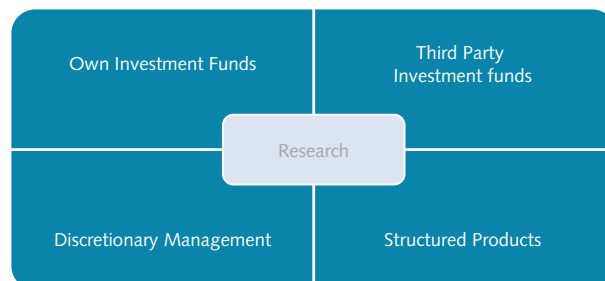 Own Investment Funds
Third Party
Investment funds
Research
Discretionary Management
Structured Products